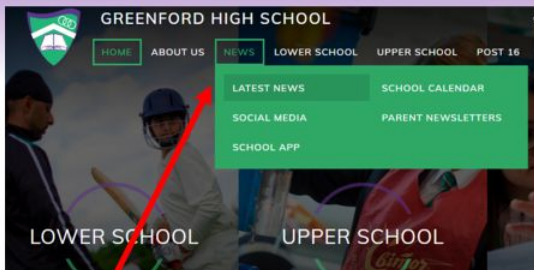 GREENFORD HIGH SCHOOL
HOME ABOUT US NEWS LOWER SCHOOL UPPER SCHOOL POST 16
LATEST NEWS SCHOOL CALENDAR
SOCIAL MEDIA PARENT NEWSLETTERS
SCHOOL APP
LOWER SCHOOL UPPER SCHOOL